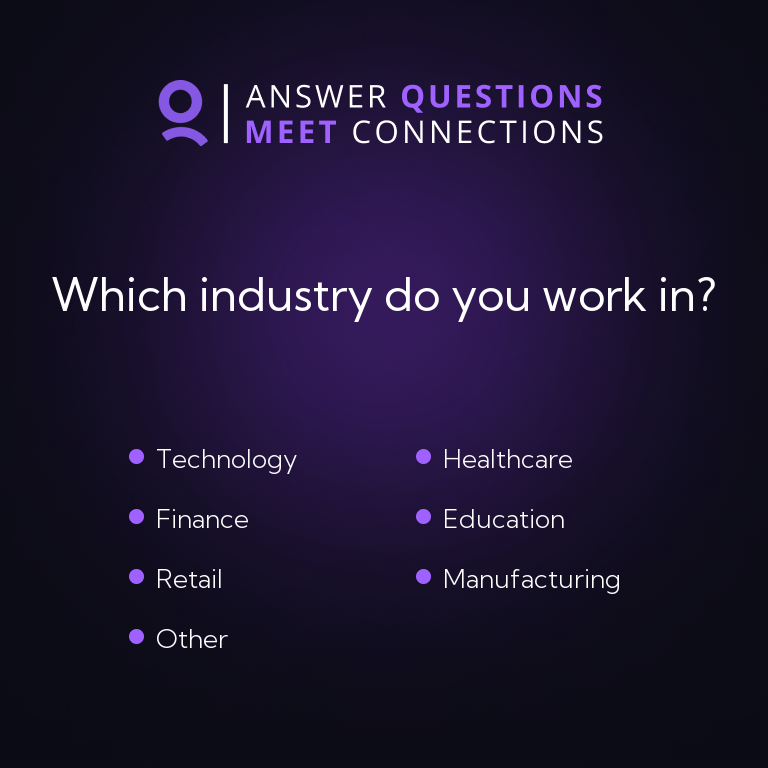 ANSWER QUESTIONS
MEET CONNECTIONS
Which industry do you work in?
Technology
Healthcare
Finance
Education
Retail
Manufacturing
Other